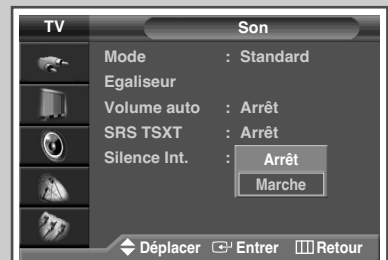 TV Son
Mode : Standard
Egaliseur
Volume auto : Arrêt
SRS TSXT : Arrêt
Silence Int. : Arrêt
Marche
Déplacer Entrer Retour